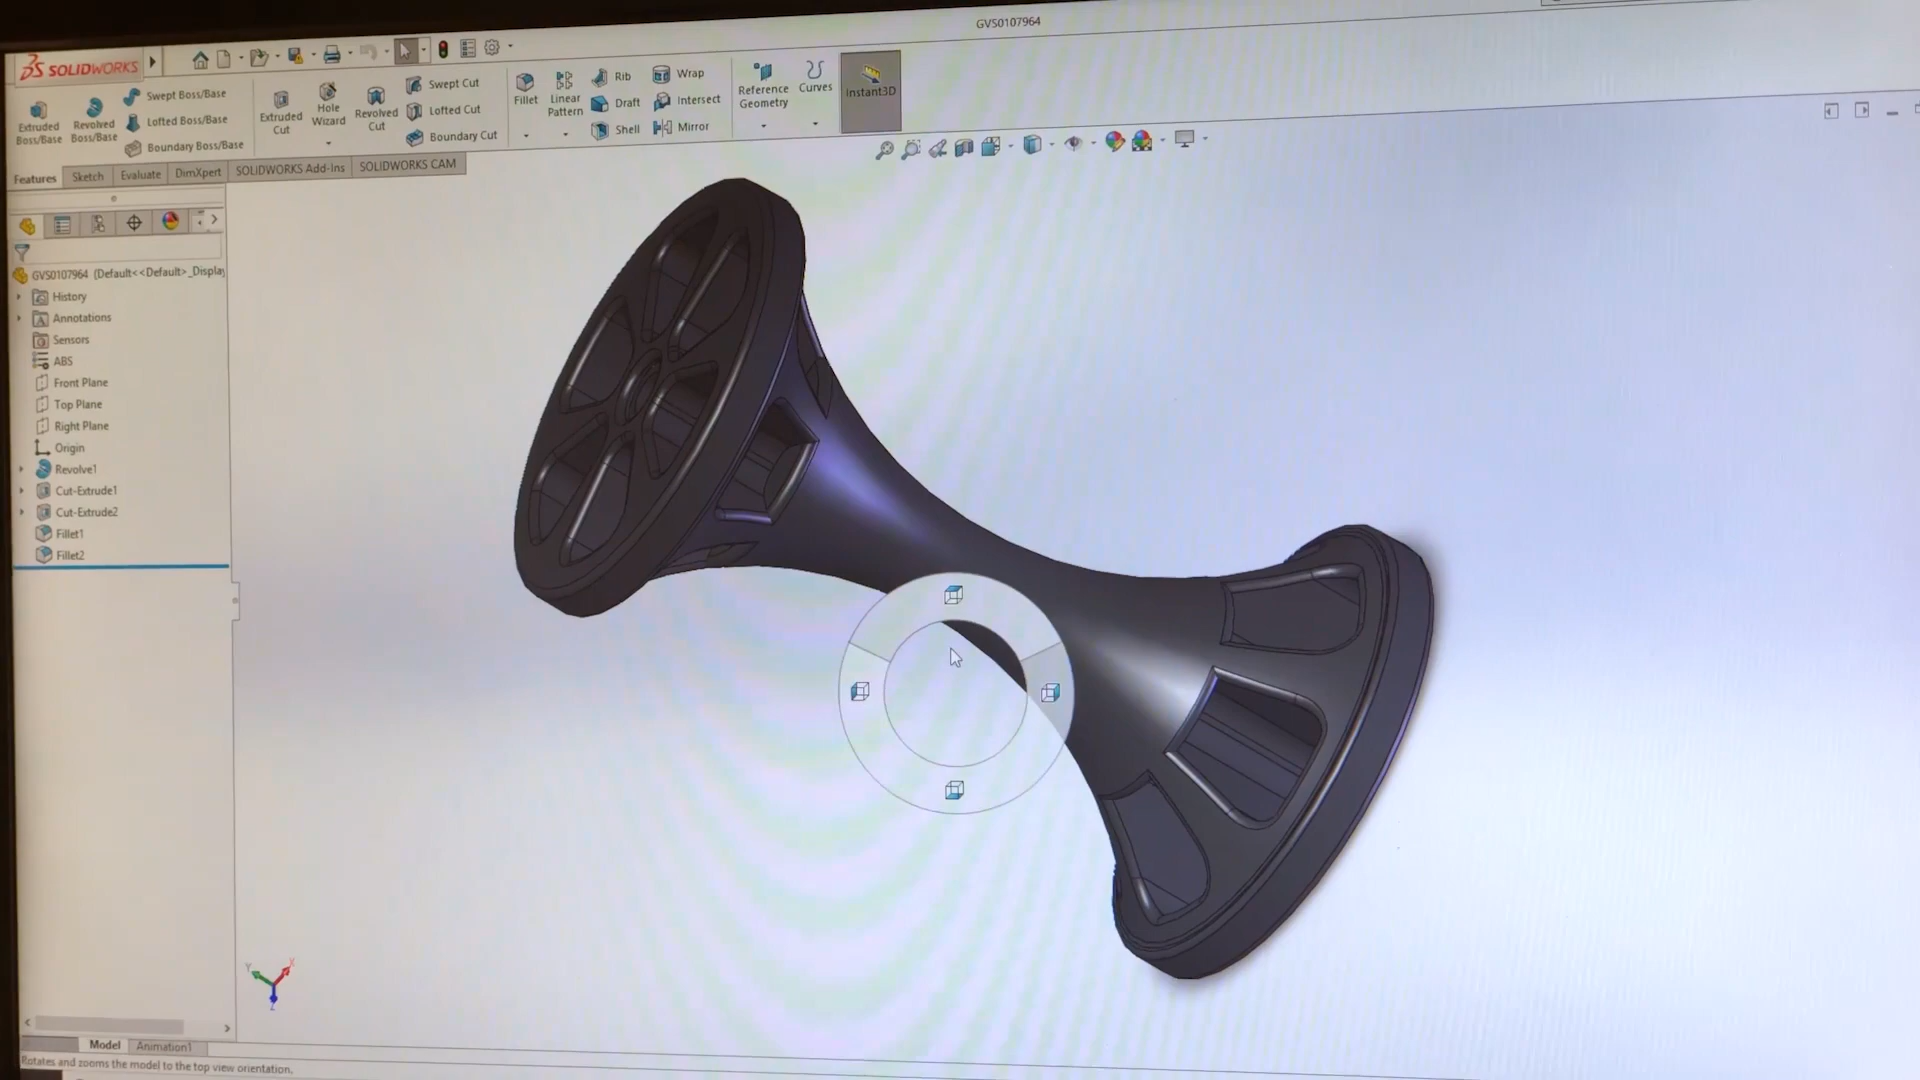 GVS0107964
SOLIDWORKS
Extruded Boss/Base
Revolved Boss/Base
Swept Boss/Base
Lofted Boss/Base
Boundary Boss/Base
Extruded Cut
Hole Wizard
Revolved Cut
Swept Cut
Lofted Cut
Boundary Cut
Fillet
Linear Pattern
Rib
Draft
Shell
Wrap
Intersect
Mirror
Reference Geometry
Curves
Instant3D
Features
Sketch
Evaluate
DimXpert
SOLIDWORKS Add-Ins
SOLIDWORKS CAM
GVS0107964 (Default<<Default>_Display
History
Annotations
Sensors
ABS
Front Plane
Top Plane
Right Plane
Origin
Revolve1
Cut-Extrude1
Cut-Extrude2
Fillet1
Fillet2
Y
X
Z
Model
Animation1
Rotates and zooms the model to the top view orientation.